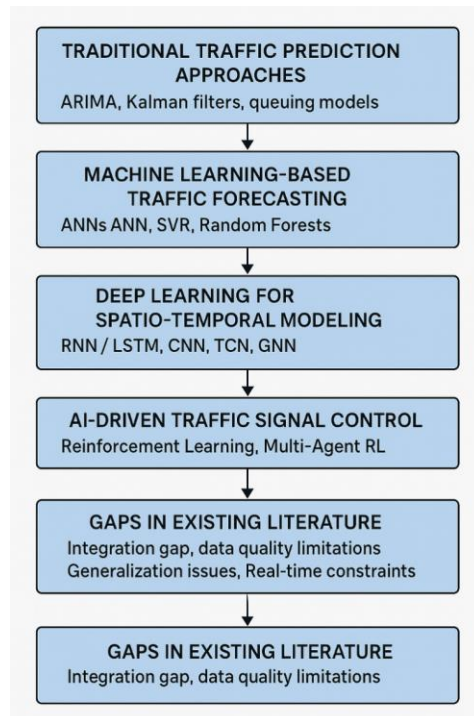 TRADITIONAL TRAFFIC PREDICTION
APPROACHES
ARIMA, Kalman filters, queuing models
MACHINE LEARNING-BASED
TRAFFIC FORECASTING
ANNs ANN, SVR, Random Forests
DEEP LEARNING FOR
SPATIO-TEMPORAL MODELING
RNN / LSTM, CNN, TCN, GNN
AI-DRIVEN TRAFFIC SIGNAL CONTROL
Reinforcement Learning, Multi-Agent RL
GAPS IN EXISTING LITERATURE
Integration gap, data quality limitations
Generalization issues, Real-time constraints
GAPS IN EXISTING LITERATURE
Integration gap, data quality limitations